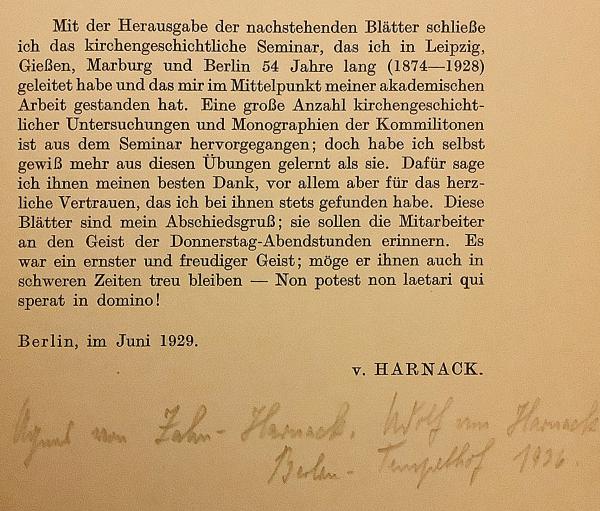 Mit der Herausgabe der nachstehenden Blätter schließe
ich das kirchengeschichtliche Seminar, das ich in Leipzig,
Gießen, Marburg und Berlin 54 Jahre lang (1874—1928)
geleitet habe und das mir im Mittelpunkt meiner akademischen
Arbeit gestanden hat. Eine große Anzahl kirchengeschicht-
licher Untersuchungen und Monographien der Kommilitonen
ist aus dem Seminar hervorgegangen; doch habe ich selbst
gewiß mehr aus diesen Übungen gelernt als sie. Dafür sage
ich ihnen meinen besten Dank, vor allem aber für das herz-
liche Vertrauen, das ich bei ihnen stets gefunden habe. Diese
Blätter sind mein Abschiedsgruß; sie sollen die Mitarbeiter
an den Geist der Donnerstag-Abendstunden erinnern. Es
war ein ernster und freudiger Geist; möge er ihnen auch in
schweren Zeiten treu bleiben — Non potest non laetari qui
sperat in domino!
Berlin, im Juni 1929.
v. HARNACK.
Agnes von Zahn-Harnack. Adolf von Harnack
Berlin-Tempelhof 1936.